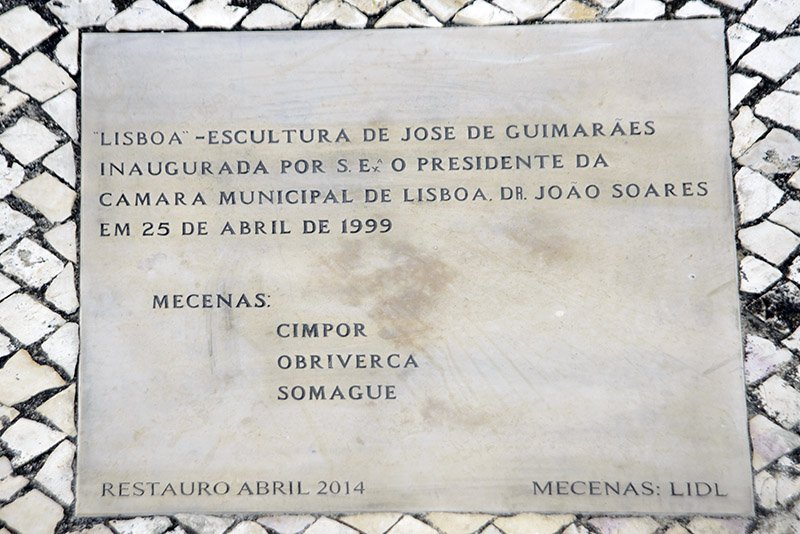 "LISBOA" - ESCULTURA DE JOSE DE GUIMARÃES
INAUGURADA POR S. Exª. O PRESIDENTE DA
CAMARA MUNICIPAL DE LISBOA, DR. JOÃO SOARES
EM 25 DE ABRIL DE 1999
MECENAS:
CIMPOR
OBRIVERCA
SOMAGUE
RESTAURO ABRIL 2014 MECENAS: LIDL